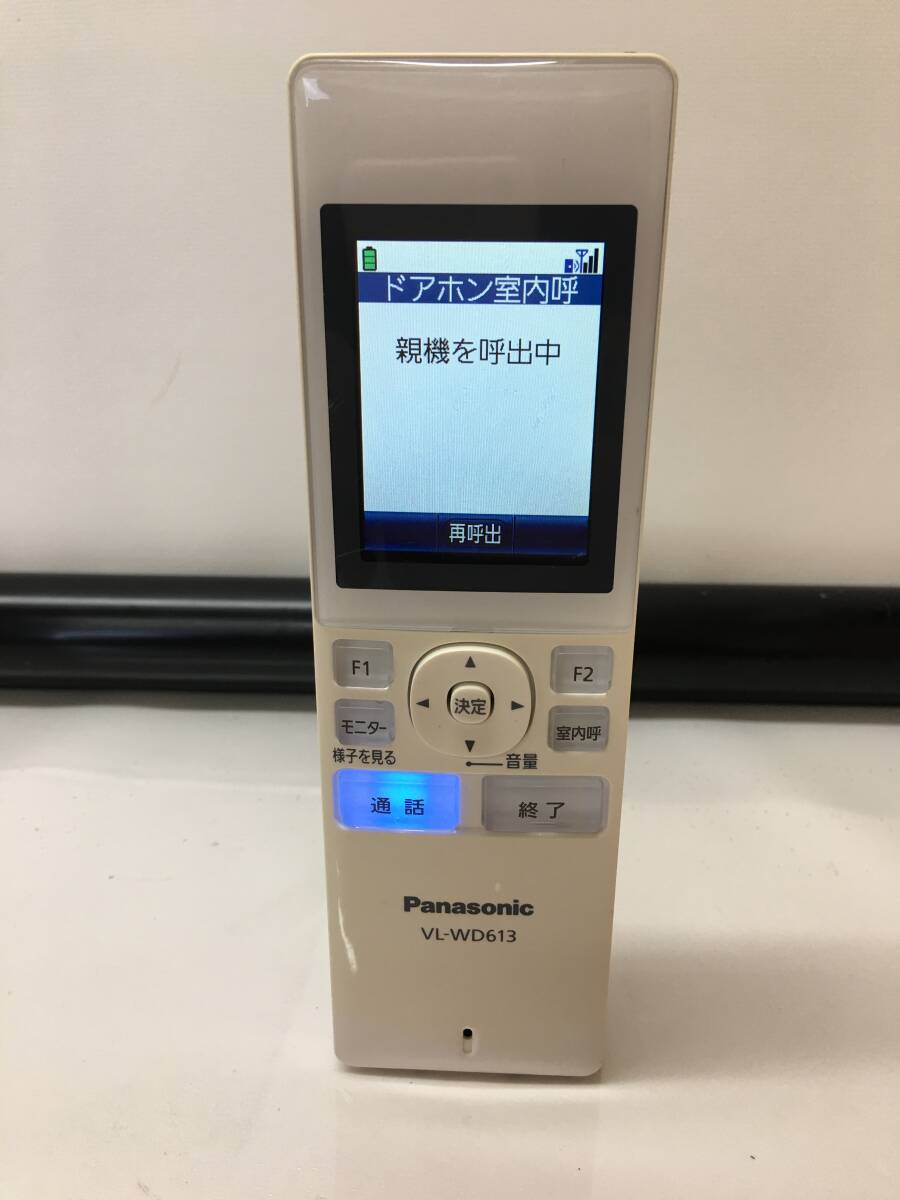 ドアホン室内呼
親機を呼出中
再呼出
F1
F2
決定
モニター
室内呼
様子を見る
音量
通話
終了
Panasonic
VL-WD613